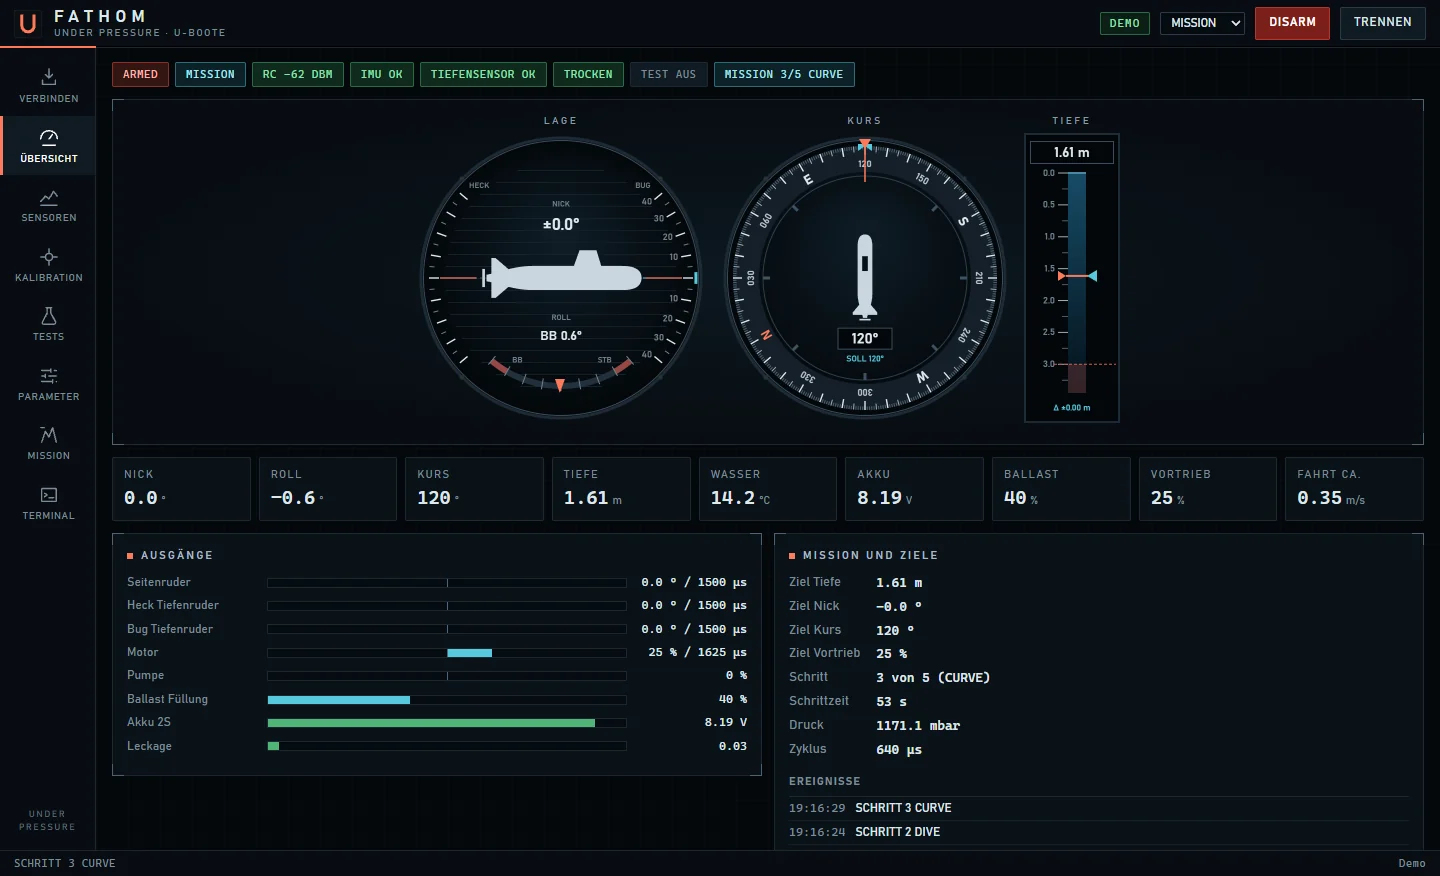 FATHOM
UNDER PRESSURE · U-BOOTE
DEMO
MISSION
DISARM
TRENNEN
ARMED
MISSION
RC −62 DBM
IMU OK
TIEFENSENSOR OK
TROCKEN
TEST AUS
MISSION 3/5 CURVE
VERBINDEN
ÜBERSICHT
SENSOREN
KALIBRATION
TESTS
PARAMETER
MISSION
TERMINAL
UNDER
PRESSURE
LAGE
HECK
BUG
NICK
±0.0°
40
30
20
10
10
20
30
40
ROLL
BB 0.6°
BB
STB
KURS
120
150
S
210
240
W
300
330
N
030
060
E
120°
SOLL 120°
TIEFE
1.61 m
0.0
0.5
1.0
1.5
2.0
2.5
3.0
Δ ±0.00 m
NICK
0.0 °
ROLL
−0.6 °
KURS
120 °
TIEFE
1.61 m
WASSER
14.2 °C
AKKU
8.19 V
BALLAST
40 %
VORTRIEB
25 %
FAHRT CA.
0.35 m/s
AUSGÄNGE
Seitenruder 0.0 ° / 1500 µs
Heck Tiefenruder 0.0 ° / 1500 µs
Bug Tiefenruder 0.0 ° / 1500 µs
Motor 25 % / 1625 µs
Pumpe 0 %
Ballast Füllung 40 %
Akku 2S 8.19 V
Leckage 0.03
MISSION UND ZIELE
Ziel Tiefe 1.61 m
Ziel Nick −0.0 °
Ziel Kurs 120 °
Ziel Vortrieb 25 %
Schritt 3 von 5 (CURVE)
Schrittzeit 53 s
Druck 1171.1 mbar
Zyklus 640 µs
EREIGNISSE
19:16:29 SCHRITT 3 CURVE
19:16:24 SCHRITT 2 DIVE
SCHRITT 3 CURVE
Demo